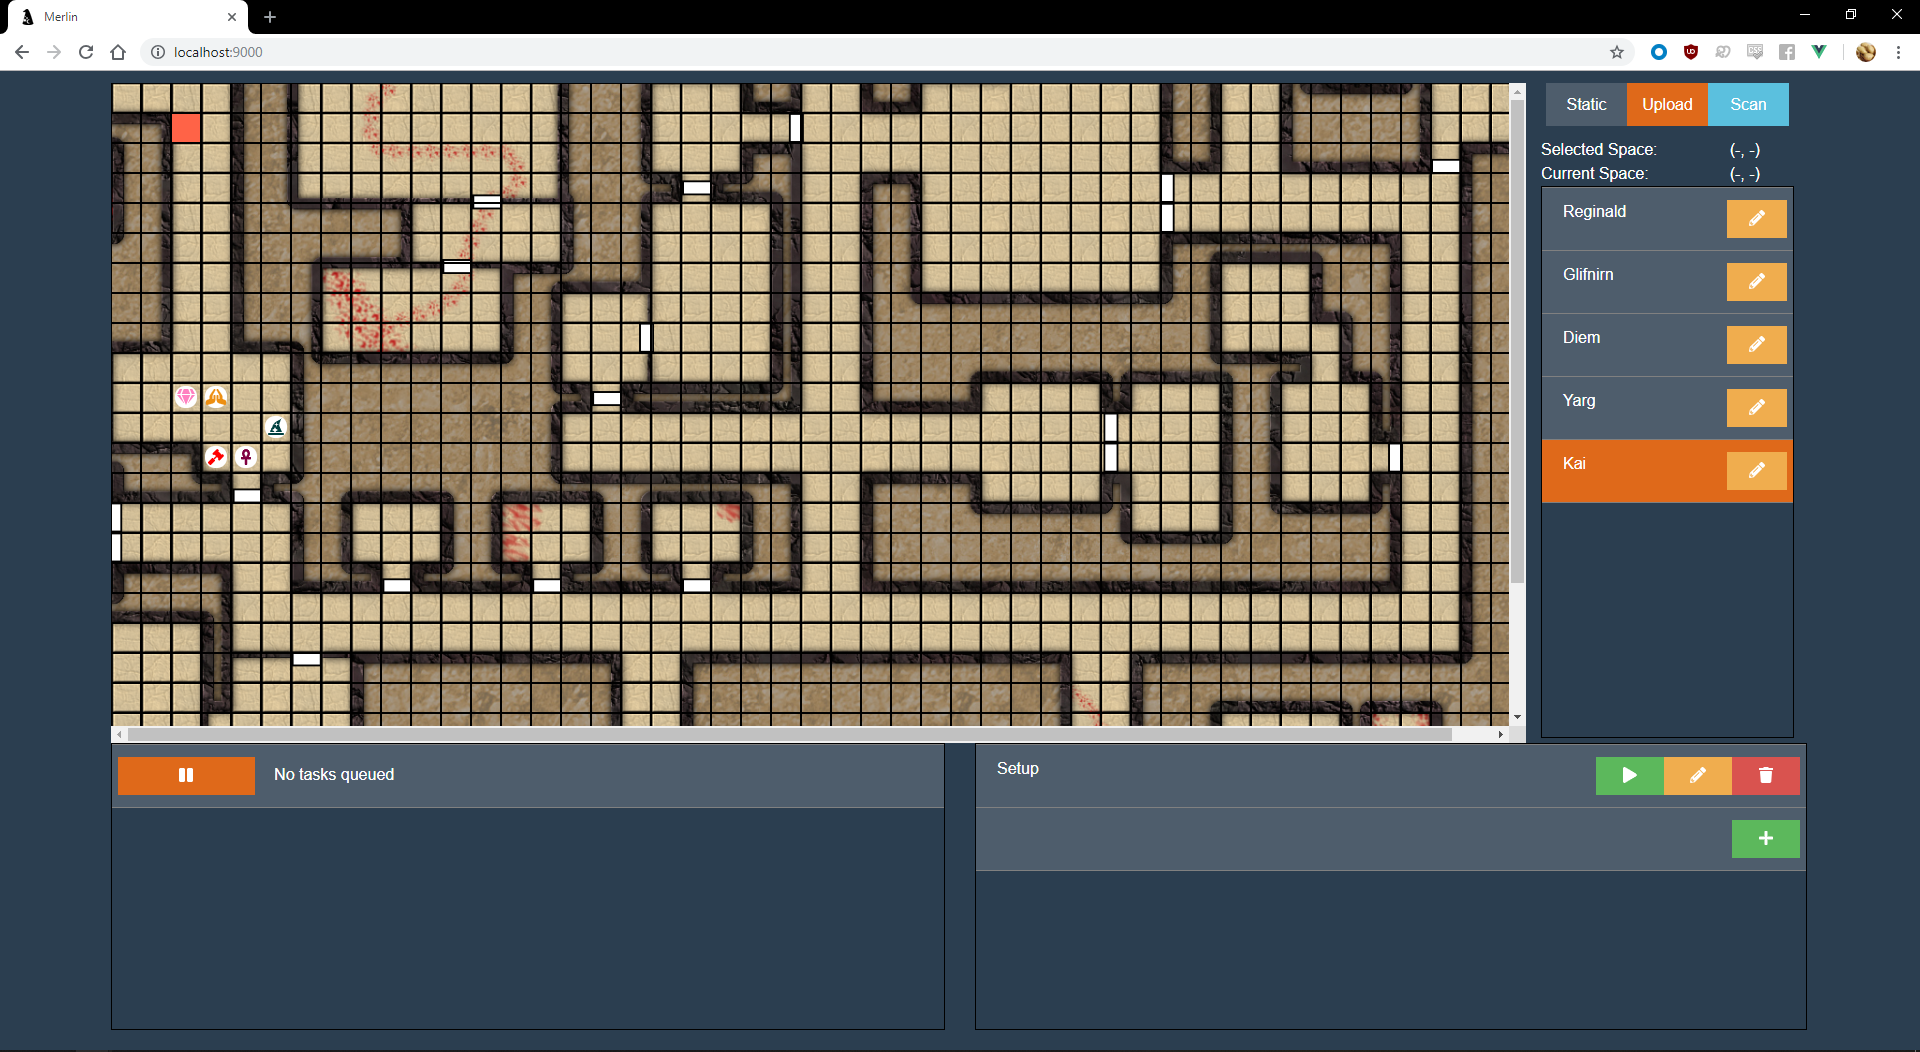 Merlin
localhost:9000
Static
Upload
Scan
Selected Space: (-, -)
Current Space: (-, -)
Reginald
Glifnirn
Diem
Yarg
Kai
No tasks queued
Setup